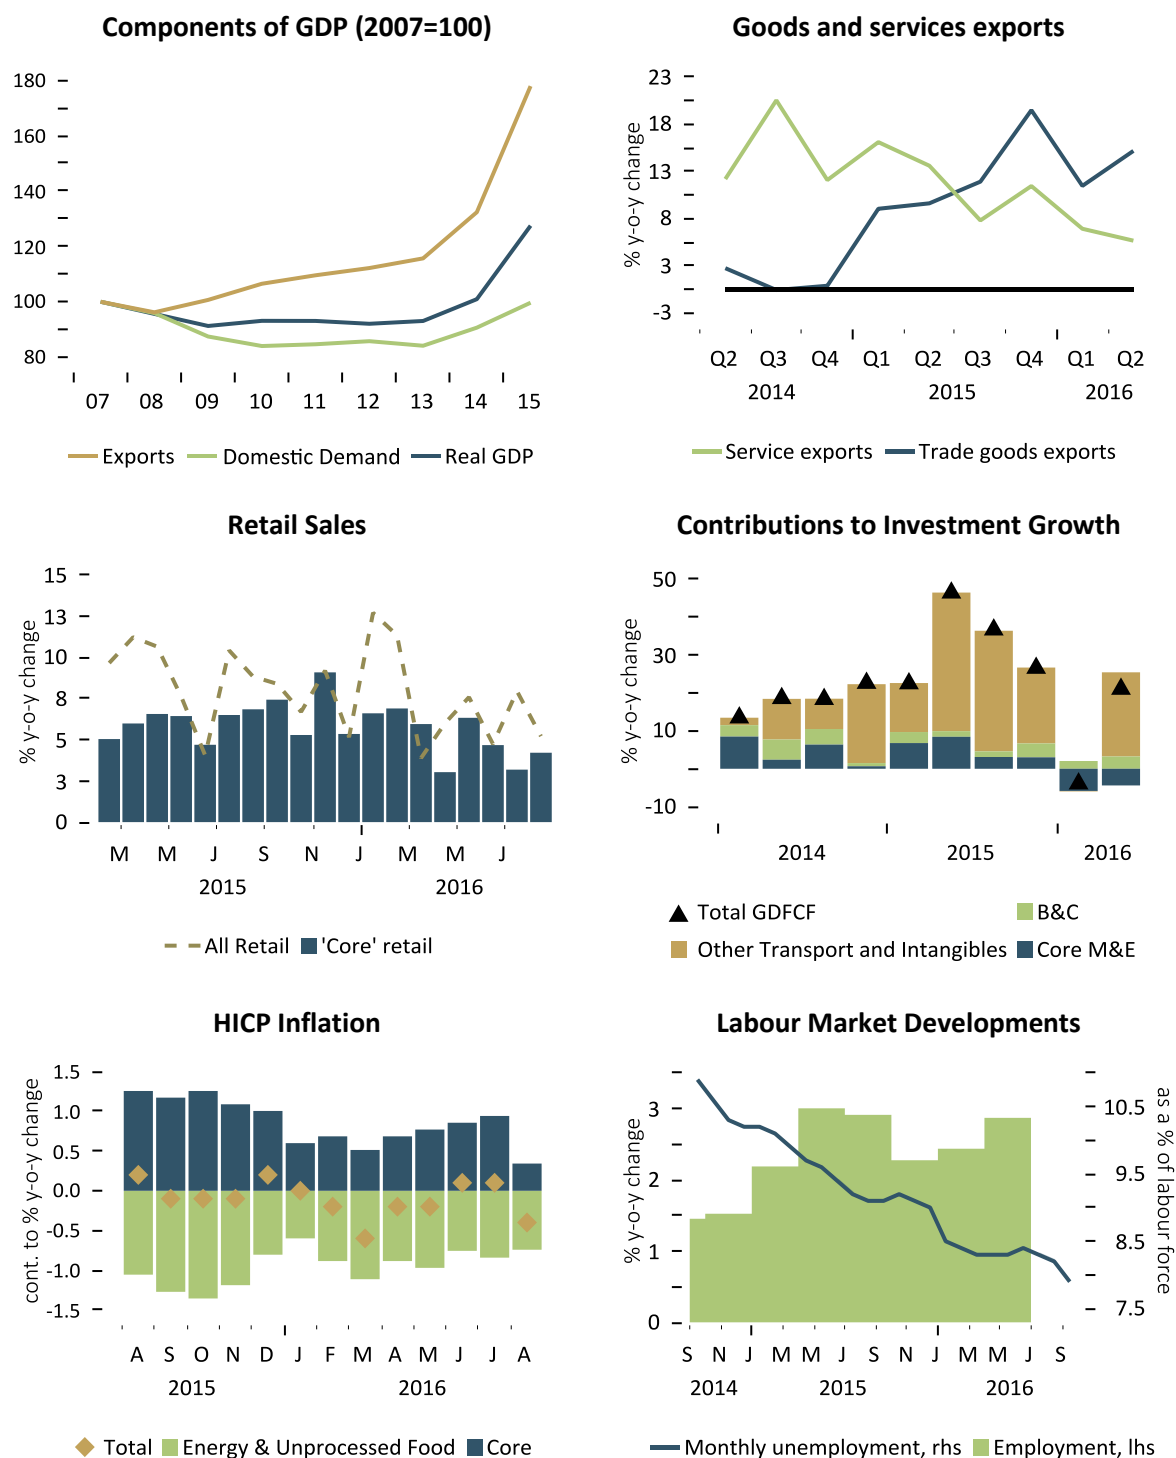 Components of GDP (2007=100)
180
160
140
120
100
80
07 08 09 10 11 12 13 14 15
Exports Domestic Demand Real GDP
Goods and services exports
% y-o-y change
23
18
13
8
3
-3
Q2 Q3 Q4 Q1 Q2 Q3 Q4 Q1 Q2
2014 2015 2016
Service exports Trade goods exports
Retail Sales
% y-o-y change
15
13
10
8
5
3
0
M M J S N J M M J
2015 2016
All Retail 'Core' retail
Contributions to Investment Growth
% y-o-y change
50
30
10
-10
2014 2015 2016
Total GDFCF B&C
Other Transport and Intangibles Core M&E
HICP Inflation
cont. to % y-o-y change
1.5
1.0
0.5
0.0
-0.5
-1.0
-1.5
A S O N D J F M A M J J A
2015 2016
Total Energy & Unprocessed Food Core
Labour Market Developments
% y-o-y change
3
2
1
0
10.5
9.5
8.5
7.5
as a % of labour force
S N J M M J S N J M M J S
2014 2015 2016
Monthly unemployment, rhs Employment, lhs